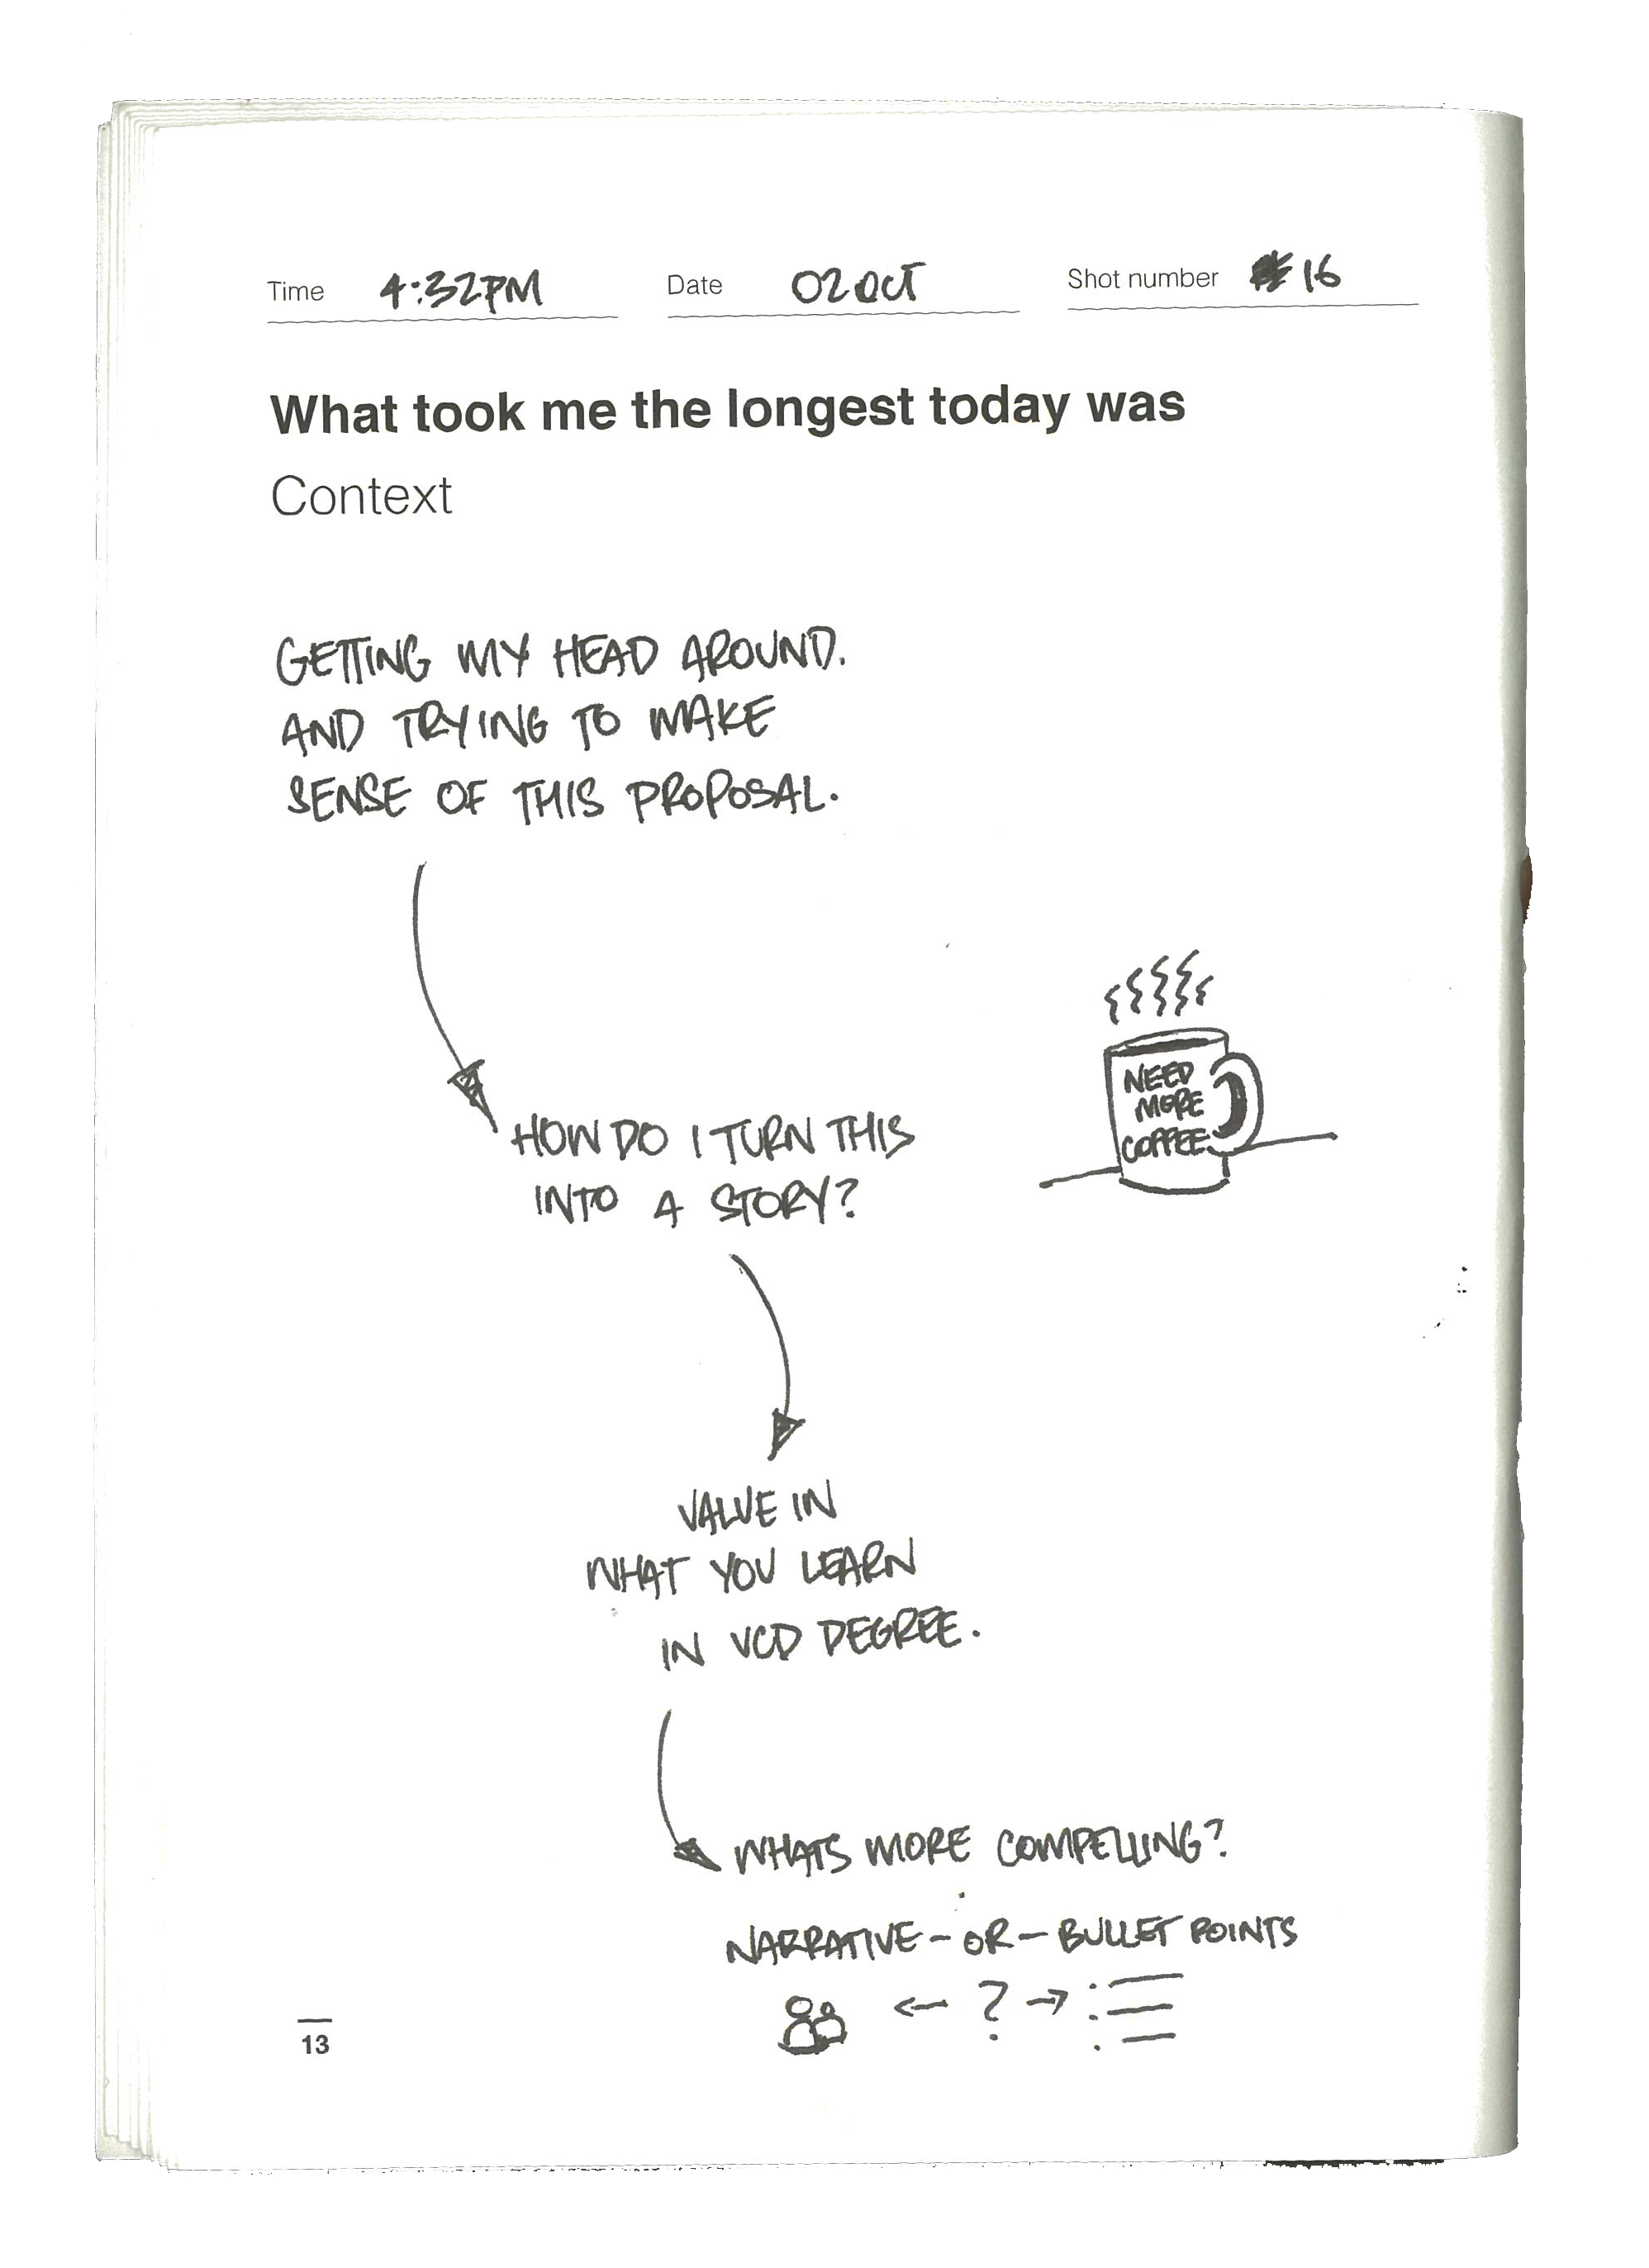 Time 4:32PM Date 02 OCT Shot number #16
What took me the longest today was
Context
GETTING MY HEAD AROUND.
AND TRYING TO MAKE
SENSE OF THIS PROPOSAL.
NEED
MORE
COFFEE
HOW DO I TURN THIS
INTO A STORY?
VALUE IN
WHAT YOU LEARN
IN VCD DEGREE.
WHATS MORE COMPELLING?
NARRATIVE - OR - BULLET POINTS
?
13